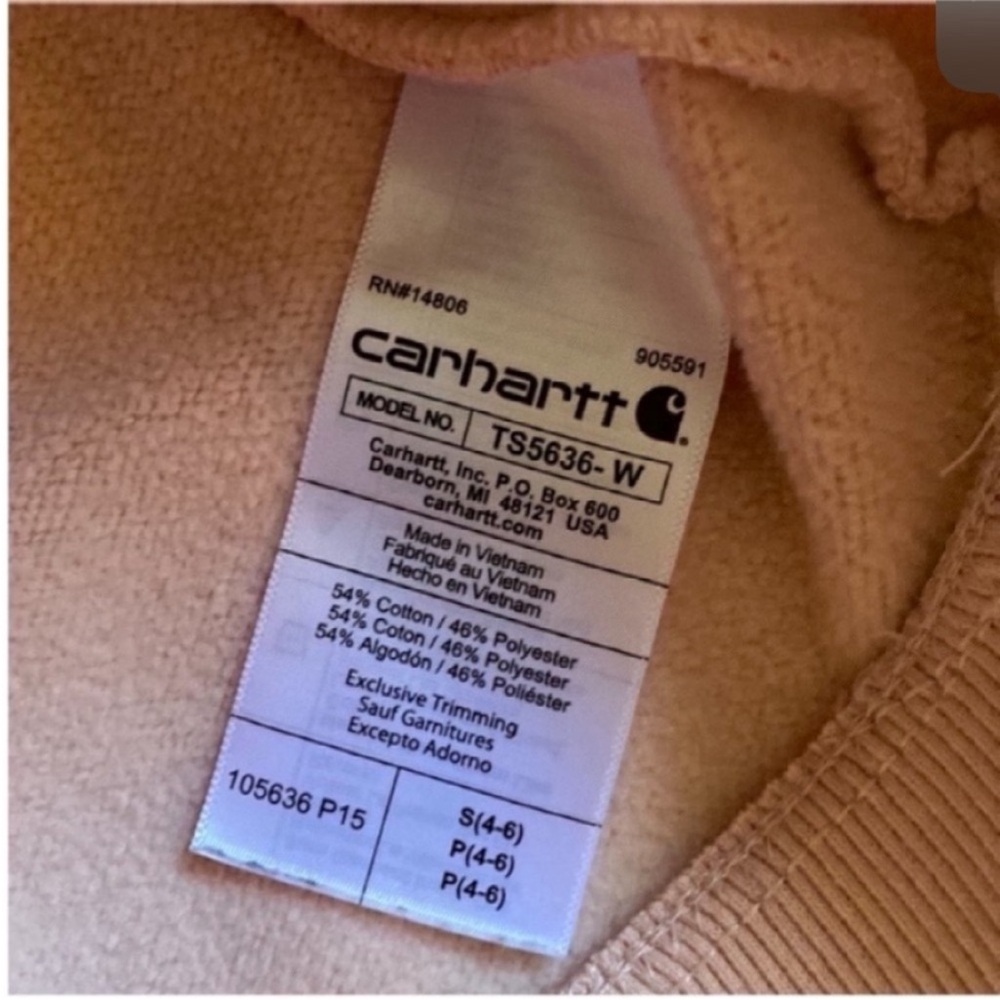 RN#14806
905591
carhartt
MODEL NO. TS5636- W
Carhartt, Inc. P.O. Box 600
Dearborn, MI 48121 USA
carhartt.com
Made in Vietnam
Fabriqué au Vietnam
Hecho en Vietnam
54% Cotton / 46% Polyester
54% Coton / 46% Polyester
54% Algodón / 46% Poliéster
Exclusive Trimming
Sauf Garnitures
Excepto Adorno
105636 P15
S(4-6)
P(4-6)
P(4-6)